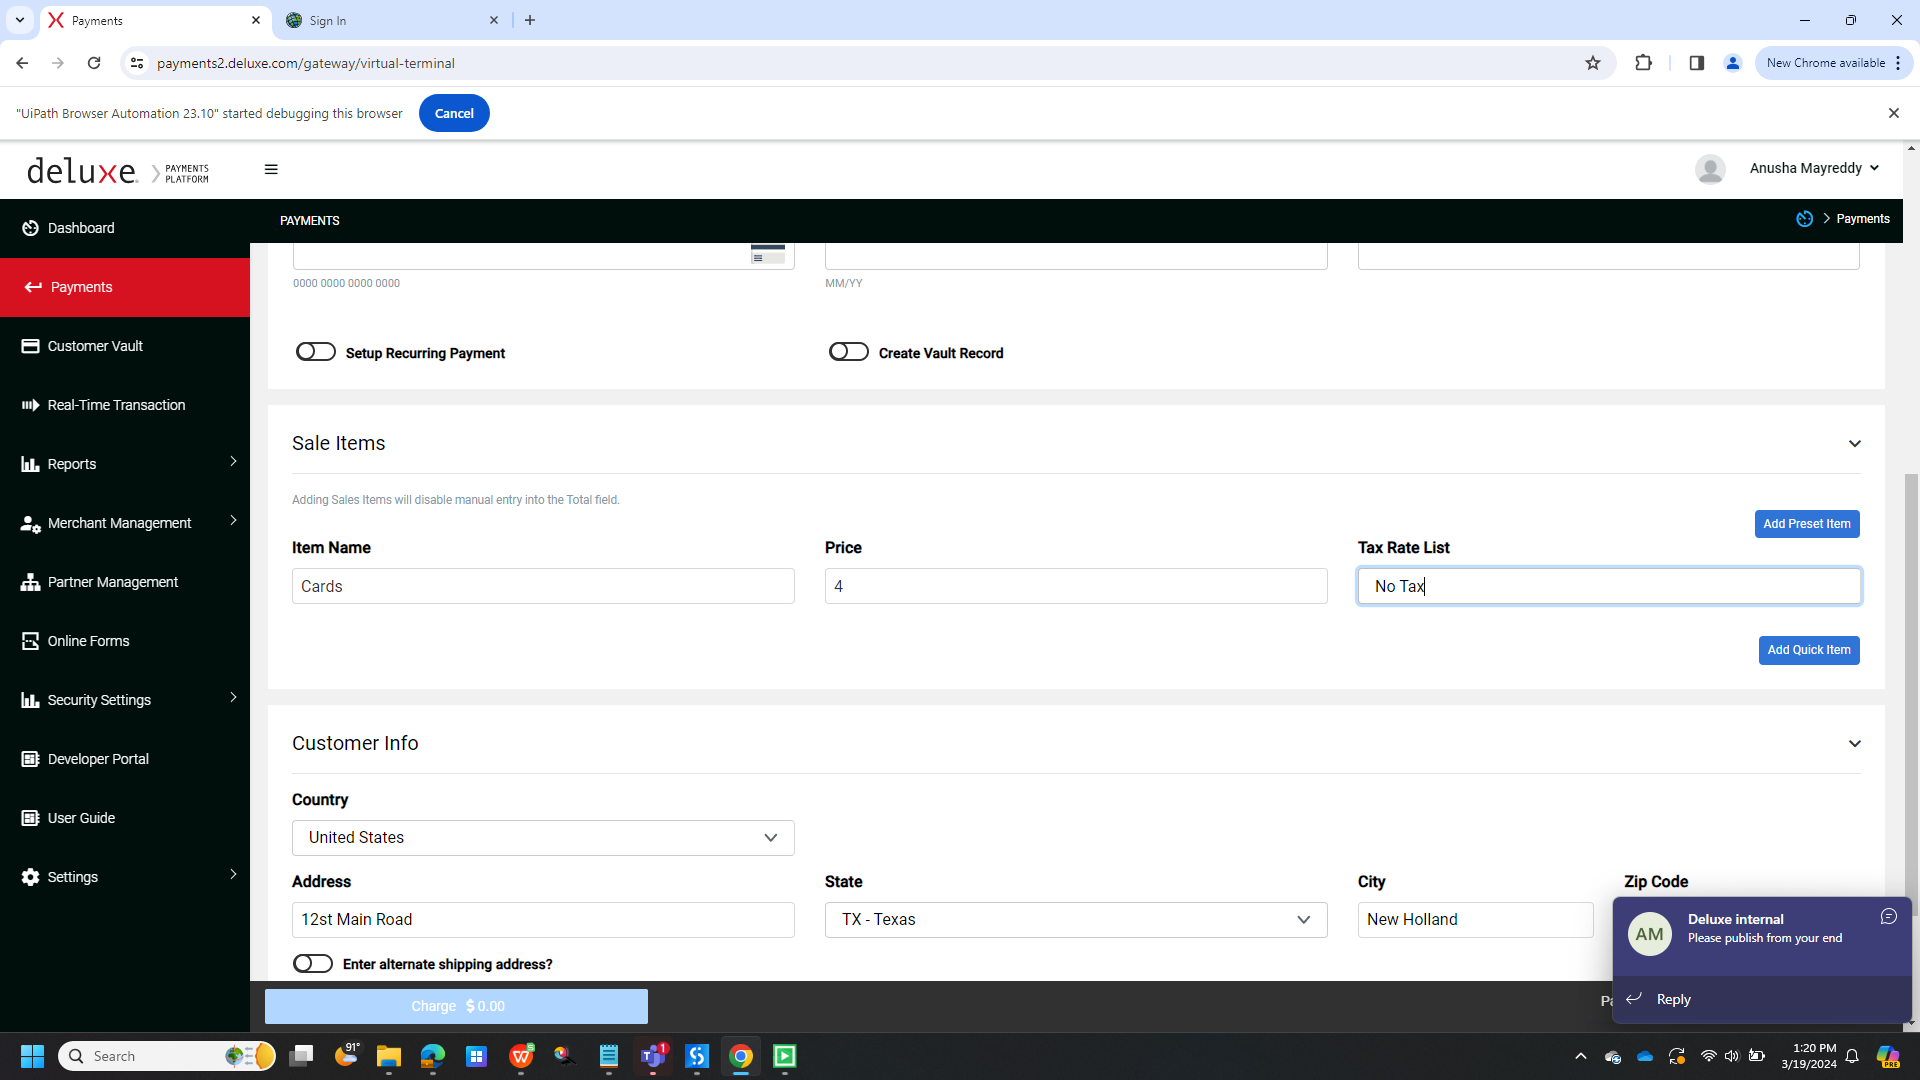 Payments
Sign In
payments2.deluxe.com/gateway/virtual-terminal
New Chrome available
"UiPath Browser Automation 23.10" started debugging this browser
Cancel
deluxe.
PAYMENTS
PLATFORM
Anusha Mayreddy
Dashboard
PAYMENTS
Payments
Payments
0000 0000 0000 0000
MM/YY
Customer Vault
Setup Recurring Payment
Create Vault Record
Real-Time Transaction
Sale Items
Reports
Adding Sales Items will disable manual entry into the Total field.
Merchant Management
Add Preset Item
Item Name
Price
Tax Rate List
Partner Management
Cards
4
No Tax
Online Forms
Add Quick Item
Security Settings
Customer Info
Developer Portal
Country
User Guide
United States
Settings
Address
State
City
Zip Code
12st Main Road
TX - Texas
New Holland
Enter alternate shipping address?
AM
Deluxe internal
Please publish from your end
Reply
Charge $0.00
Pa
91°
Search
1
1:20 PM
3/19/2024
PRE